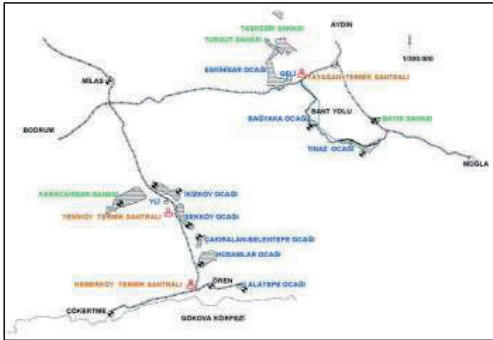 TAŞKESİK SAHASI
TURGUT SAHASI
AYDIN
1/300.000
ESKİHİSAR OCAĞI
GELİ
YATAĞAN TERMİK SANTRALI
MİLAS
BANT YOLU
BAĞYAKA OCAĞI
BAYIR SAHASI
BODRUM
TINAZ OCAĞI
MUĞLA
KARACAHİSAR SAHASI
İKİZKÖY OCAĞI
YLİ
YENİKÖY TERMİK SANTRALI
SEKKÖY OCAĞI
ÇAKIRALAN-BELENTEPE OCAĞI
HÜSAMLAR OCAĞI
KEMERKÖY TERMİK SANTRALI
ÖREN
ALATEPE OCAĞI
ÇÖKERTME
GÖKOVA KÖRFEZİ